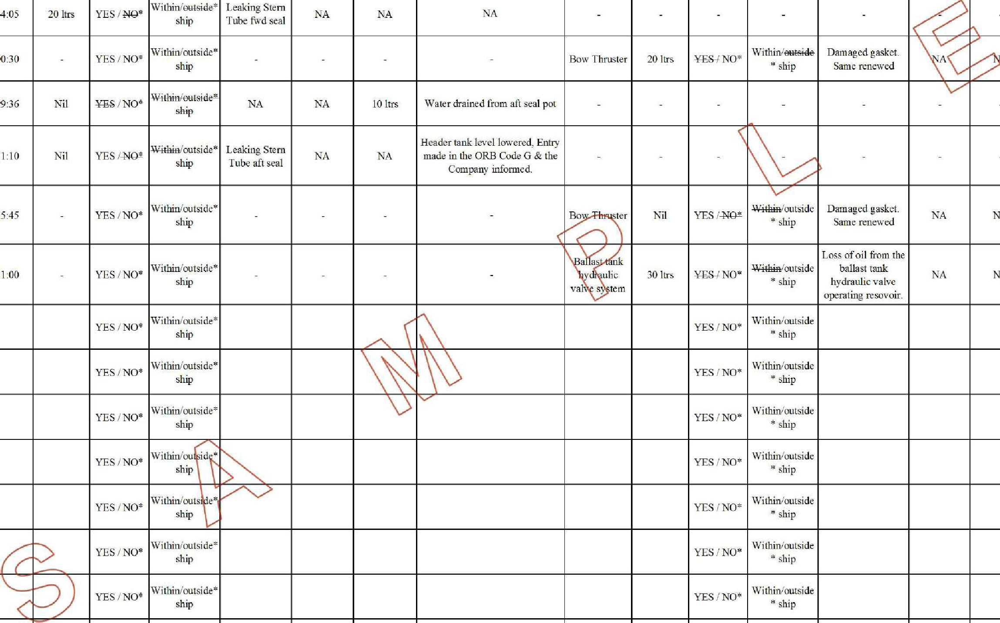 4:05 20 ltrs YES / NO* Within/outside* ship Leaking Stern Tube fwd seal NA NA NA - - - - - -
0:30 - YES / NO* Within/outside* ship - - - - Bow Thruster 20 ltrs YES / NO* Within/outside * ship Damaged gasket. Same renewed NA N
9:36 Nil YES / NO* Within/outside* ship NA NA 10 ltrs Water drained from aft seal pot - - - - - -
1:10 Nil YES / NO* Within/outside* ship Leaking Stern Tube aft seal NA NA Header tank level lowered, Entry made in the ORB Code G & the Company informed. - - - - - -
5:45 - YES / NO* Within/outside* ship - - - - Bow Thruster Nil YES / NO* Within/outside * ship Damaged gasket. Same renewed NA N
1:00 - YES / NO* Within/outside* ship - - - - Ballast tank hydraulic valve system 30 ltrs YES / NO* Within/outside * ship Loss of oil from the ballast tank hydraulic valve operating resovoir. NA N
YES / NO* Within/outside* ship YES / NO* Within/outside * ship
YES / NO* Within/outside* ship YES / NO* Within/outside * ship
YES / NO* Within/outside* ship YES / NO* Within/outside * ship
YES / NO* Within/outside* ship YES / NO* Within/outside * ship
YES / NO* Within/outside* ship YES / NO* Within/outside * ship
YES / NO* Within/outside* ship YES / NO* Within/outside * ship
YES / NO* Within/outside* ship YES / NO* Within/outside * ship
SAMPLE